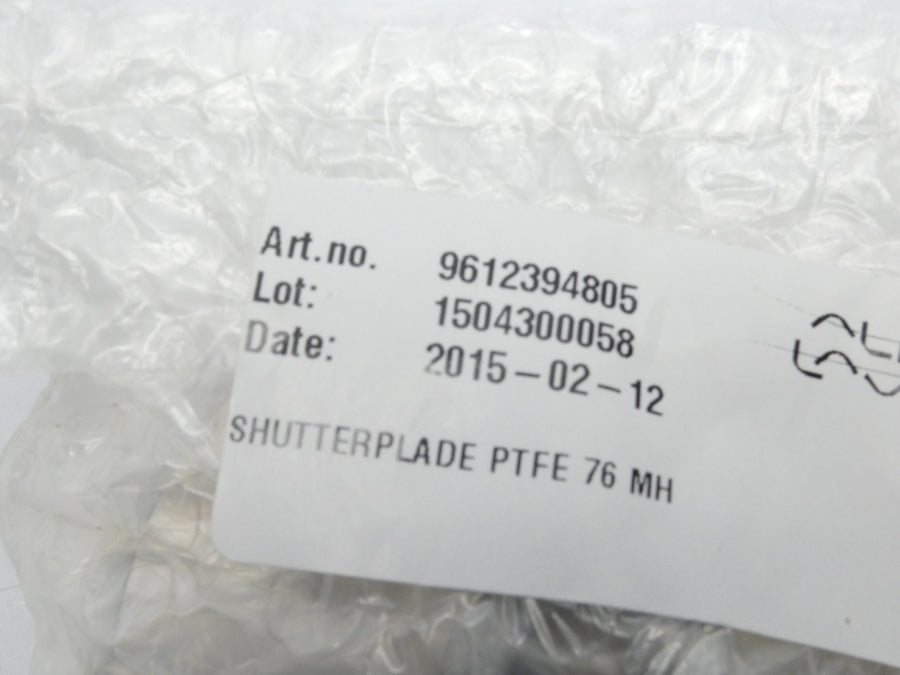 Art.no. 9612394805
Lot: 1504300058
Date: 2015-02-12
SHUTTERPLADE PTFE 76 MH